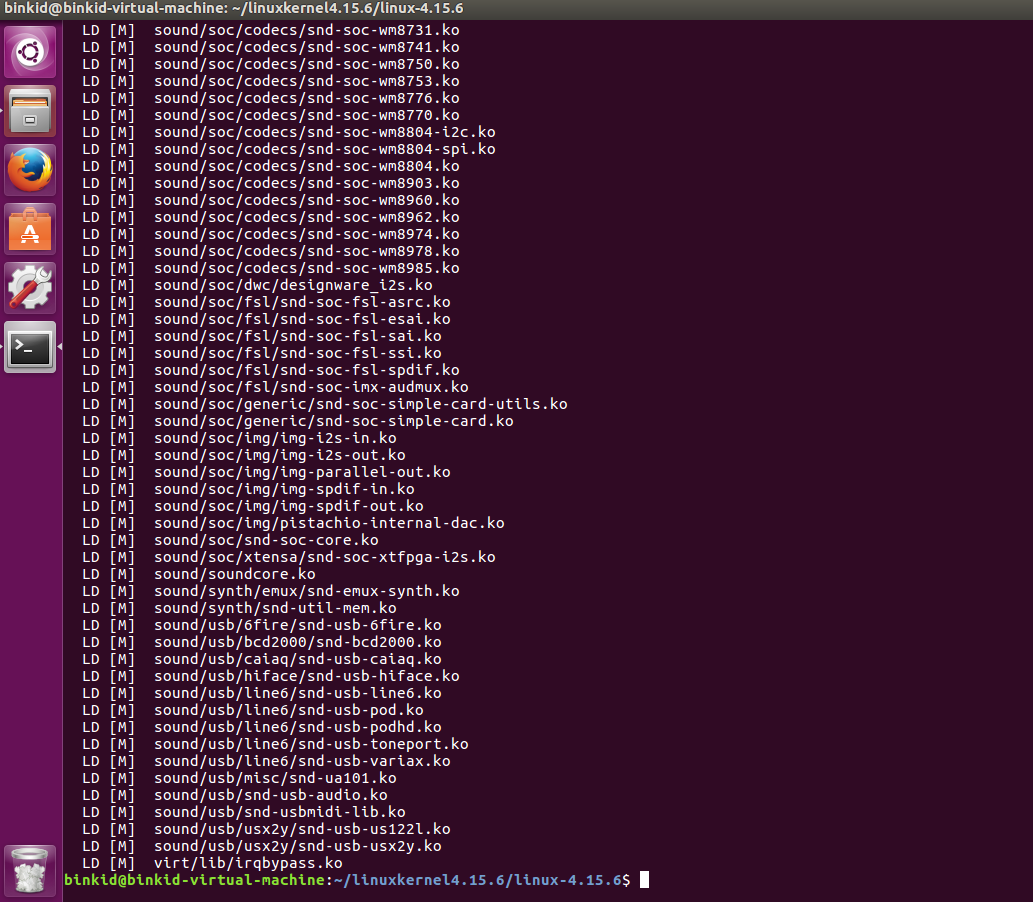 binkid@binkid-virtual-machine: ~/linuxkernel4.15.6/linux-4.15.6
LD [M]  sound/soc/codecs/snd-soc-wm8731.ko
LD [M]  sound/soc/codecs/snd-soc-wm8741.ko
LD [M]  sound/soc/codecs/snd-soc-wm8750.ko
LD [M]  sound/soc/codecs/snd-soc-wm8753.ko
LD [M]  sound/soc/codecs/snd-soc-wm8776.ko
LD [M]  sound/soc/codecs/snd-soc-wm8770.ko
LD [M]  sound/soc/codecs/snd-soc-wm8804-i2c.ko
LD [M]  sound/soc/codecs/snd-soc-wm8804-spi.ko
LD [M]  sound/soc/codecs/snd-soc-wm8804.ko
LD [M]  sound/soc/codecs/snd-soc-wm8903.ko
LD [M]  sound/soc/codecs/snd-soc-wm8960.ko
LD [M]  sound/soc/codecs/snd-soc-wm8962.ko
LD [M]  sound/soc/codecs/snd-soc-wm8974.ko
LD [M]  sound/soc/codecs/snd-soc-wm8978.ko
LD [M]  sound/soc/codecs/snd-soc-wm8985.ko
LD [M]  sound/soc/dwc/designware_i2s.ko
LD [M]  sound/soc/fsl/snd-soc-fsl-asrc.ko
LD [M]  sound/soc/fsl/snd-soc-fsl-esai.ko
LD [M]  sound/soc/fsl/snd-soc-fsl-sai.ko
LD [M]  sound/soc/fsl/snd-soc-fsl-ssi.ko
LD [M]  sound/soc/fsl/snd-soc-fsl-spdif.ko
LD [M]  sound/soc/fsl/snd-soc-imx-audmux.ko
LD [M]  sound/soc/generic/snd-soc-simple-card-utils.ko
LD [M]  sound/soc/generic/snd-soc-simple-card.ko
LD [M]  sound/soc/img/img-i2s-in.ko
LD [M]  sound/soc/img/img-i2s-out.ko
LD [M]  sound/soc/img/img-parallel-out.ko
LD [M]  sound/soc/img/img-spdif-in.ko
LD [M]  sound/soc/img/img-spdif-out.ko
LD [M]  sound/soc/img/pistachio-internal-dac.ko
LD [M]  sound/soc/snd-soc-core.ko
LD [M]  sound/soc/xtensa/snd-soc-xtfpga-i2s.ko
LD [M]  sound/soundcore.ko
LD [M]  sound/synth/emux/snd-emux-synth.ko
LD [M]  sound/synth/snd-util-mem.ko
LD [M]  sound/usb/6fire/snd-usb-6fire.ko
LD [M]  sound/usb/bcd2000/snd-bcd2000.ko
LD [M]  sound/usb/caiaq/snd-usb-caiaq.ko
LD [M]  sound/usb/hiface/snd-usb-hiface.ko
LD [M]  sound/usb/line6/snd-usb-line6.ko
LD [M]  sound/usb/line6/snd-usb-pod.ko
LD [M]  sound/usb/line6/snd-usb-podhd.ko
LD [M]  sound/usb/line6/snd-usb-toneport.ko
LD [M]  sound/usb/line6/snd-usb-variax.ko
LD [M]  sound/usb/misc/snd-ua101.ko
LD [M]  sound/usb/snd-usb-audio.ko
LD [M]  sound/usb/snd-usbmidi-lib.ko
LD [M]  sound/usb/usx2y/snd-usb-us122l.ko
LD [M]  sound/usb/usx2y/snd-usb-usx2y.ko
LD [M]  virt/lib/irqbypass.ko
binkid@binkid-virtual-machine:~/linuxkernel4.15.6/linux-4.15.6$